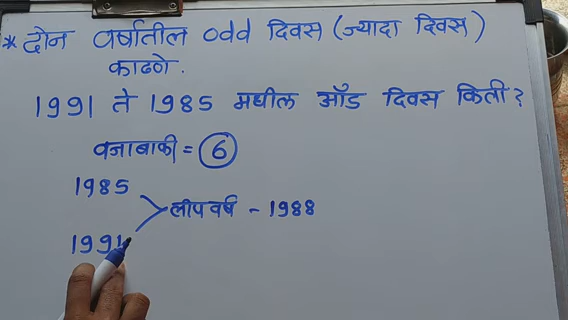 * दोन वर्षातील odd दिवस (ज्यादा दिवस)
काढणे.
1991 ते 1985 मधील ऑड दिवस किती?
वजाबाकी = 6
1985
लीपवर्ष - 1988
1991